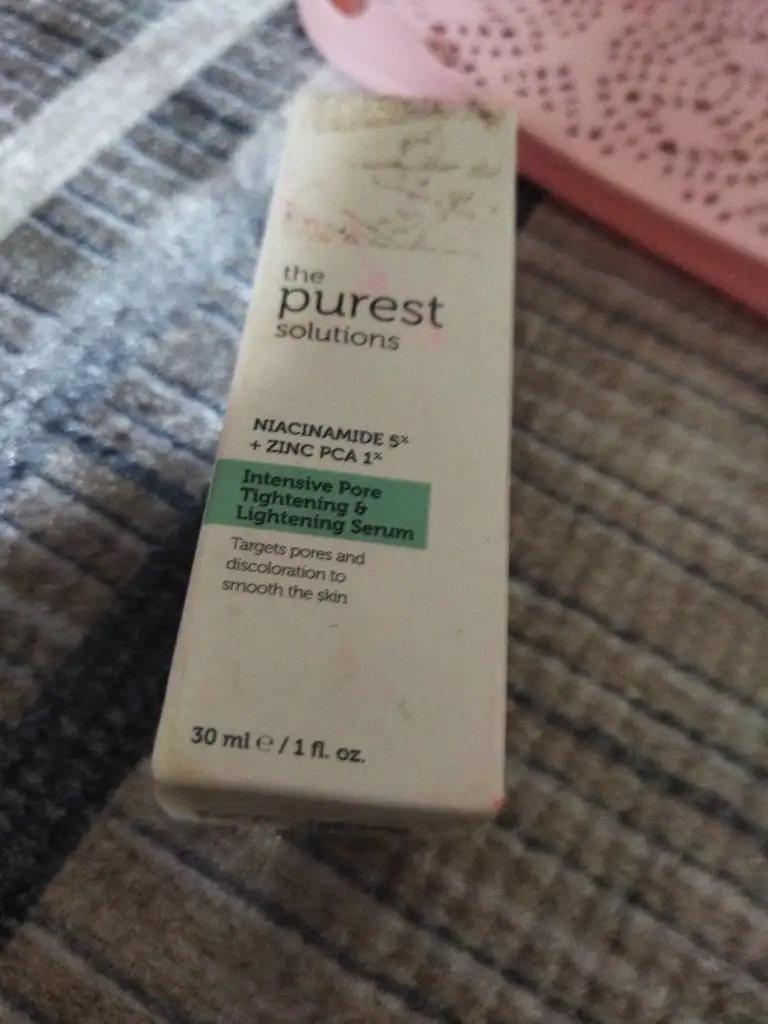 the
purest
solutions
NIACINAMIDE 5%
+ ZINC PCA 1%
Intensive Pore
Tightening &
Lightening Serum
Targets pores and
discoloration to
smooth the skin
30 ml ℮ / 1 fl. oz.